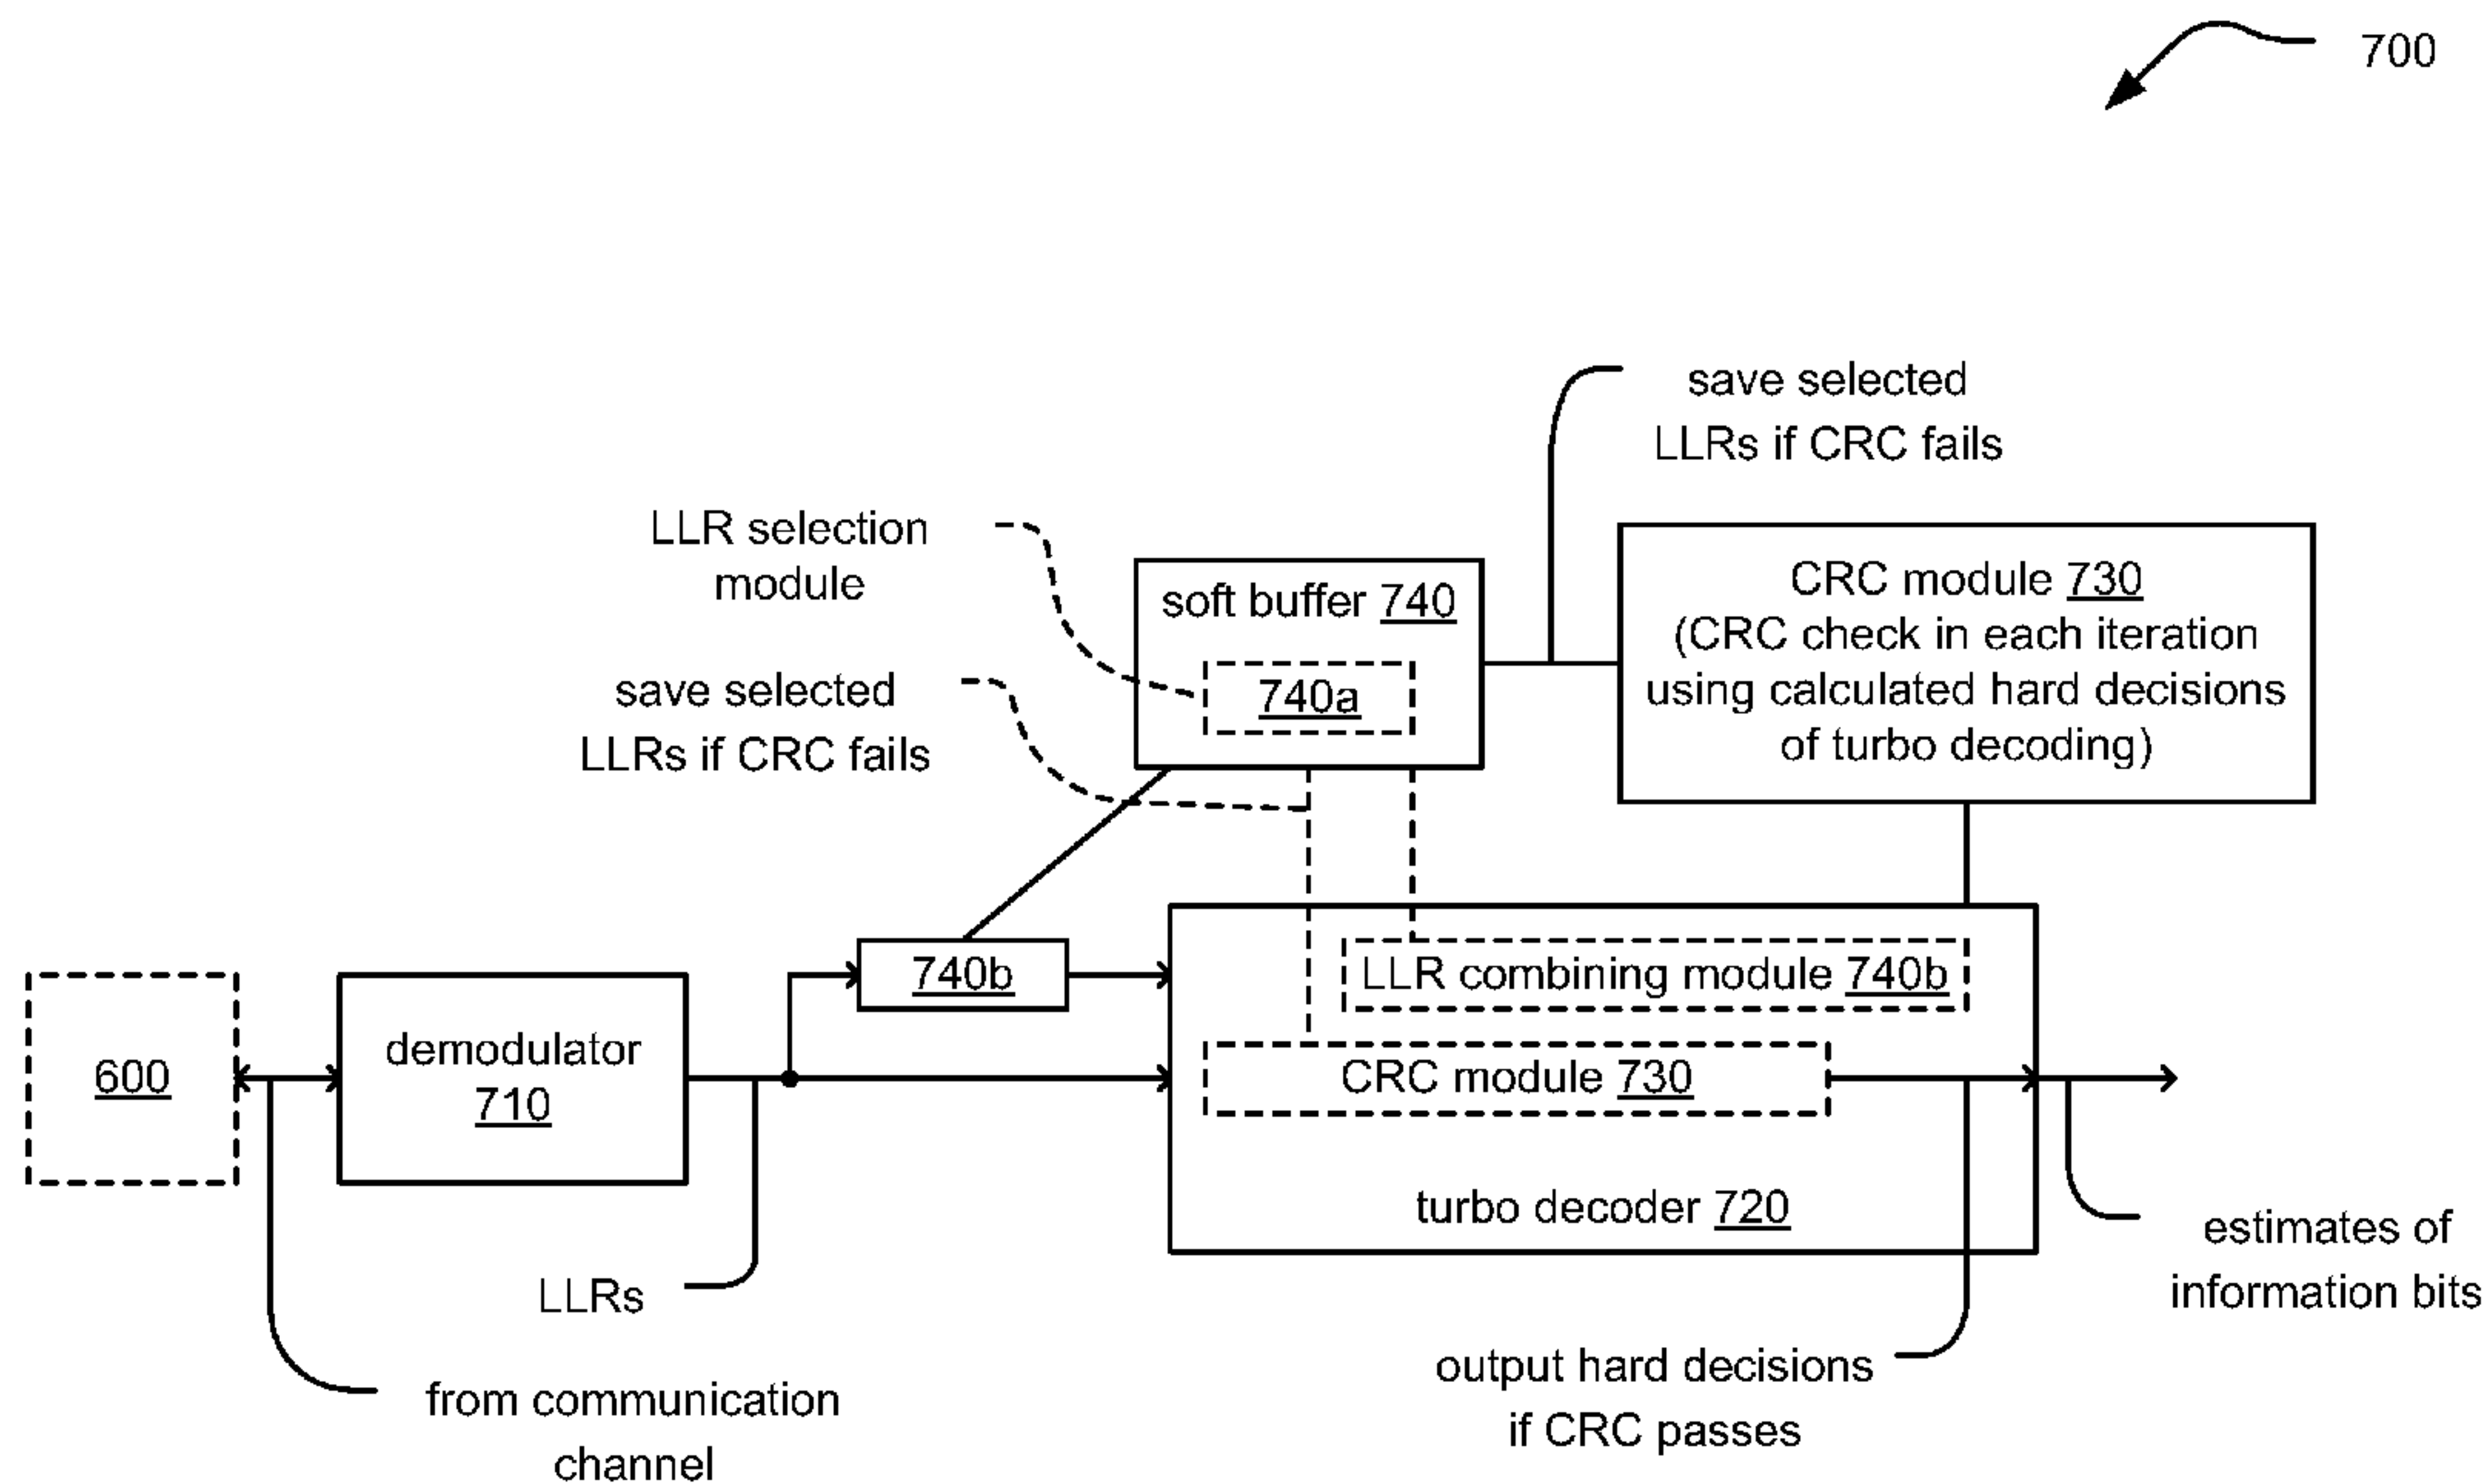 700
save selected
LLRs if CRC fails
LLR selection
module
soft buffer 740
740a
CRC module 730
(CRC check in each iteration
using calculated hard decisions
of turbo decoding)
save selected
LLRs if CRC fails
740b
LLR combining module 740b
600
demodulator
710
CRC module 730
turbo decoder 720
LLRs
from communication
channel
estimates of
information bits
output hard decisions
if CRC passes